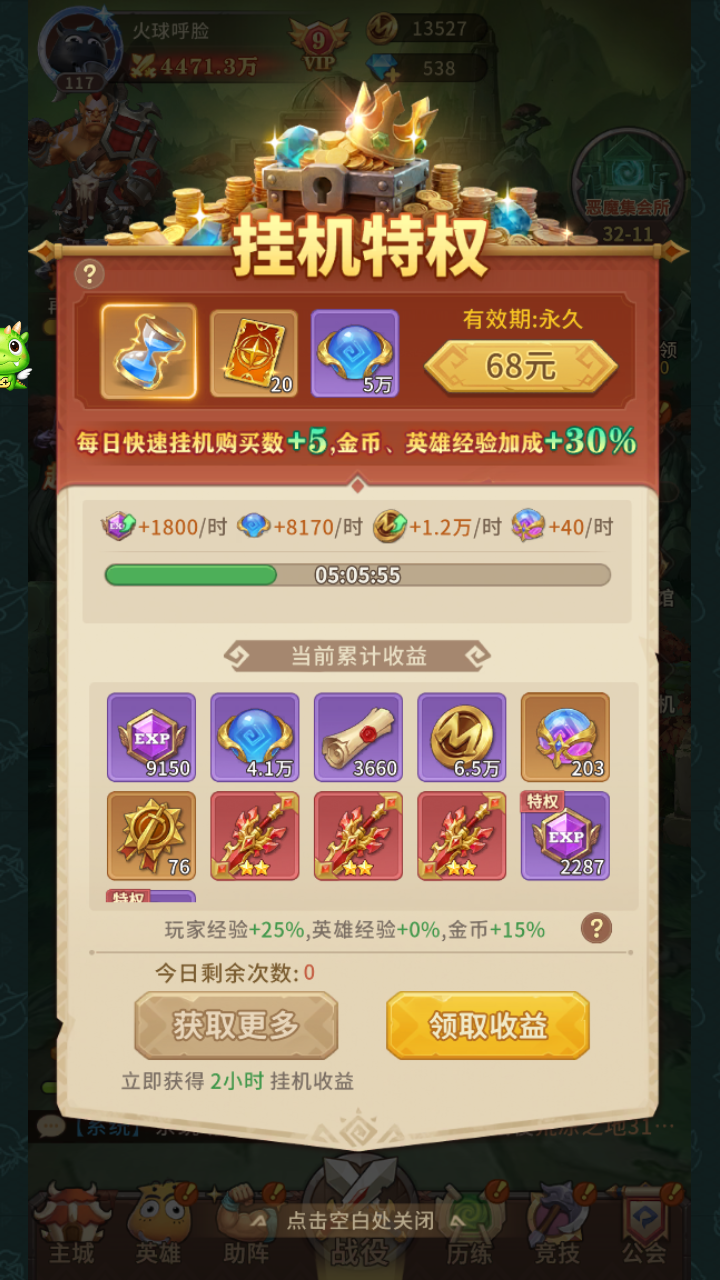 火球呼脸
117
4471.3万
9
VIP
13527
538
恶魔集会所
32-11
挂机特权
?
20
5万
有效期:永久
68元
领
0
每日快速挂机购买数+5,金币、英雄经验加成+30%
EXP
+1800/时
+8170/时
+1.2万/时
+40/时
05:05:55
馆
当前累计收益
机
EXP
9150
4.1万
3660
6.5万
203
76
特权
EXP
2287
特权
玩家经验+25%,英雄经验+0%,金币+15%
?
今日剩余次数:0
获取更多
领取收益
立即获得 2小时 挂机收益
【系统】
点击空白处关闭
主城
英雄
助阵
战役
历练
竞技
公会